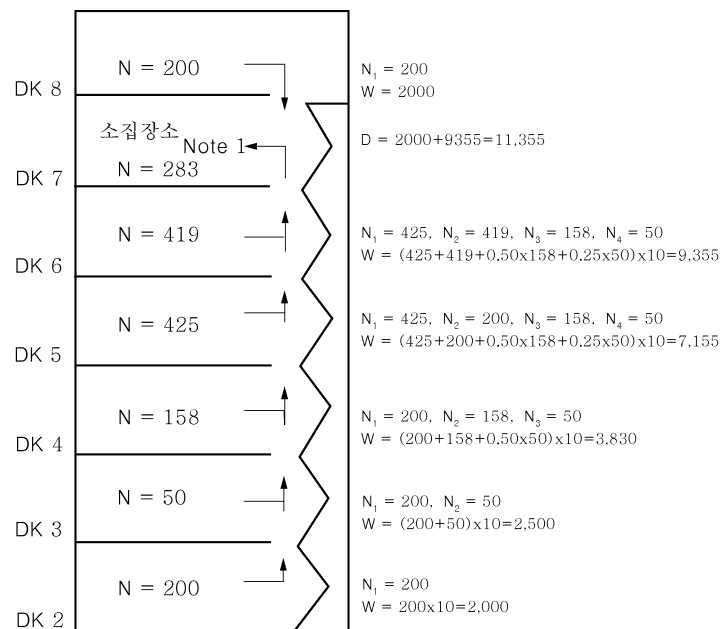 N = 200
N₁ = 200
DK 8
W = 2000
소집장소
Note 1
D = 2000+9355=11,355
DK 7
N = 283
N = 419
N₁ = 425, N₂ = 419, N₃ = 158, N₄ = 50
W = (425+419+0.50x158+0.25x50)x10=9,355
DK 6
N = 425
N₁ = 425, N₂ = 200, N₃ = 158, N₄ = 50
W = (425+200+0.50x158+0.25x50)x10=7,155
DK 5
N = 158
N₁ = 200, N₂ = 158, N₃ = 50
W = (200+158+0.50x50)x10=3,830
DK 4
N = 50
N₁ = 200, N₂ = 50
W = (200+50)x10=2,500
DK 3
N = 200
N₁ = 200
W = 200x10=2,000
DK 2